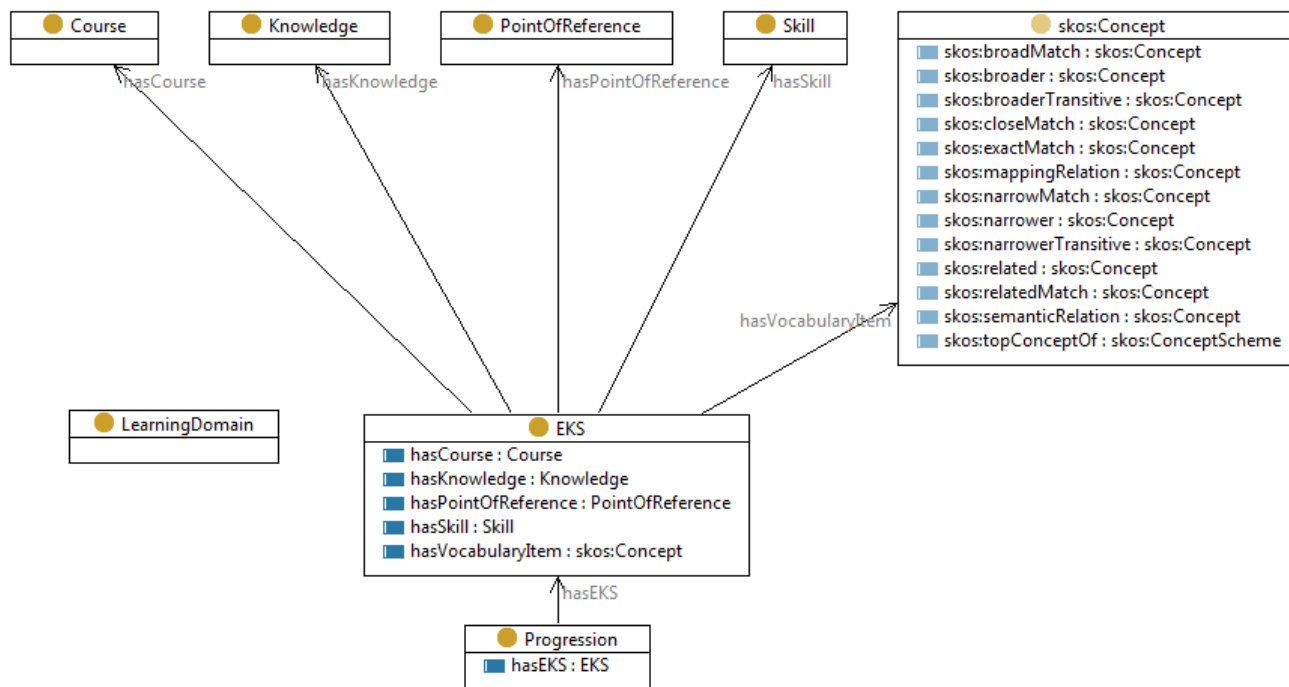 Course
Knowledge
PointOfReference
Skill
skos:Concept
skos:broadMatch : skos:Concept
skos:broader : skos:Concept
skos:broaderTransitive : skos:Concept
skos:closeMatch : skos:Concept
skos:exactMatch : skos:Concept
skos:mappingRelation : skos:Concept
skos:narrowMatch : skos:Concept
skos:narrower : skos:Concept
skos:narrowerTransitive : skos:Concept
skos:related : skos:Concept
skos:relatedMatch : skos:Concept
skos:semanticRelation : skos:Concept
skos:topConceptOf : skos:ConceptScheme
hasCourse
hasKnowledge
hasPointOfReference
hasSkill
hasVocabularyItem
LearningDomain
EKS
hasCourse : Course
hasKnowledge : Knowledge
hasPointOfReference : PointOfReference
hasSkill : Skill
hasVocabularyItem : skos:Concept
hasEKS
Progression
hasEKS : EKS